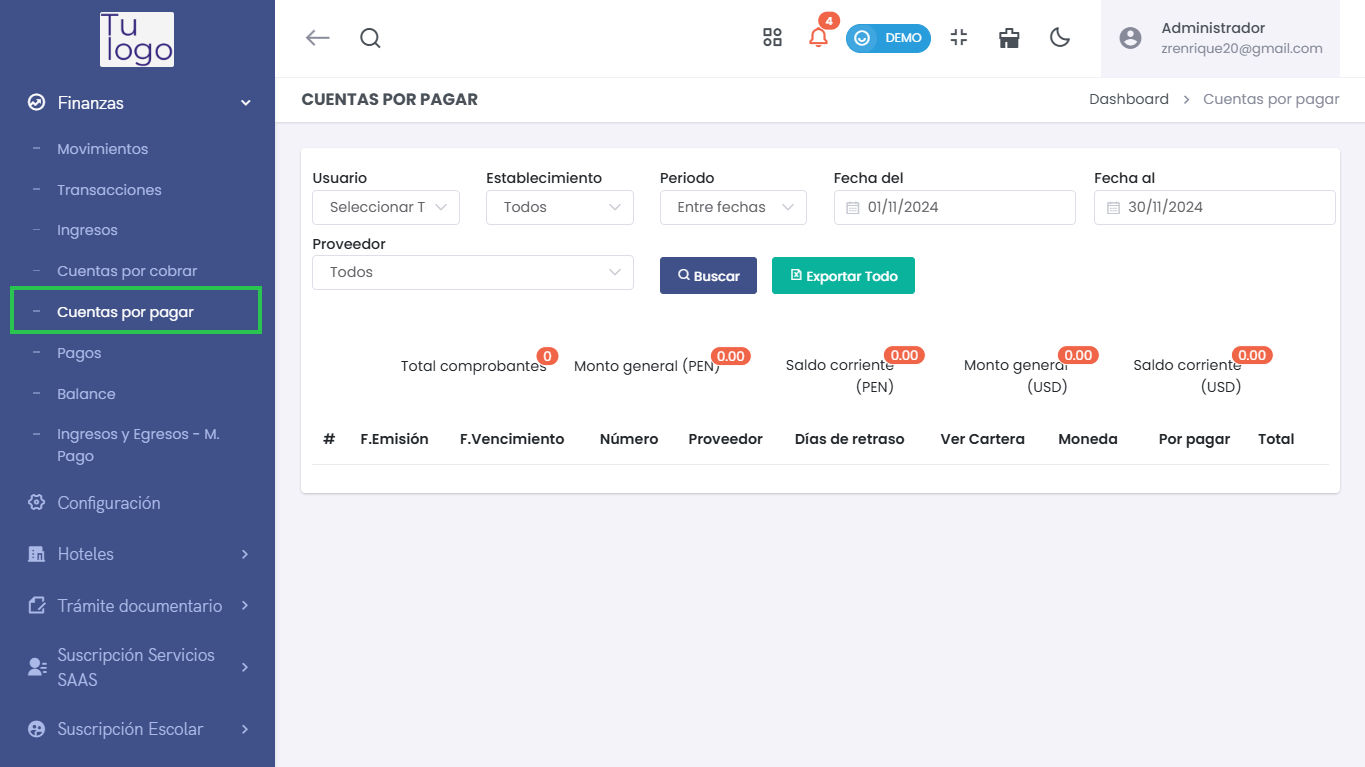 Tu
logo
Finanzas
Movimientos
Transacciones
Ingresos
Cuentas por cobrar
Cuentas por pagar
Pagos
Balance
Ingresos y Egresos - M.
Pago
Configuración
Hoteles
Trámite documentario
Suscripción Servicios
SAAS
Suscripción Escolar
4
DEMO
Administrador
zrenrique20@gmail.com
CUENTAS POR PAGAR
Dashboard > Cuentas por pagar
Usuario
Establecimiento
Periodo
Fecha del
Fecha al
Seleccionar T
Todos
Entre fechas
01/11/2024
30/11/2024
Proveedor
Todos
Buscar
Exportar Todo
Total comprobantes 0
Monto general (PEN) 0.00
Saldo corriente 0.00
(PEN)
Monto general 0.00
(USD)
Saldo corriente 0.00
(USD)
# F.Emisión F.Vencimiento Número Proveedor Días de retraso Ver Cartera Moneda Por pagar Total